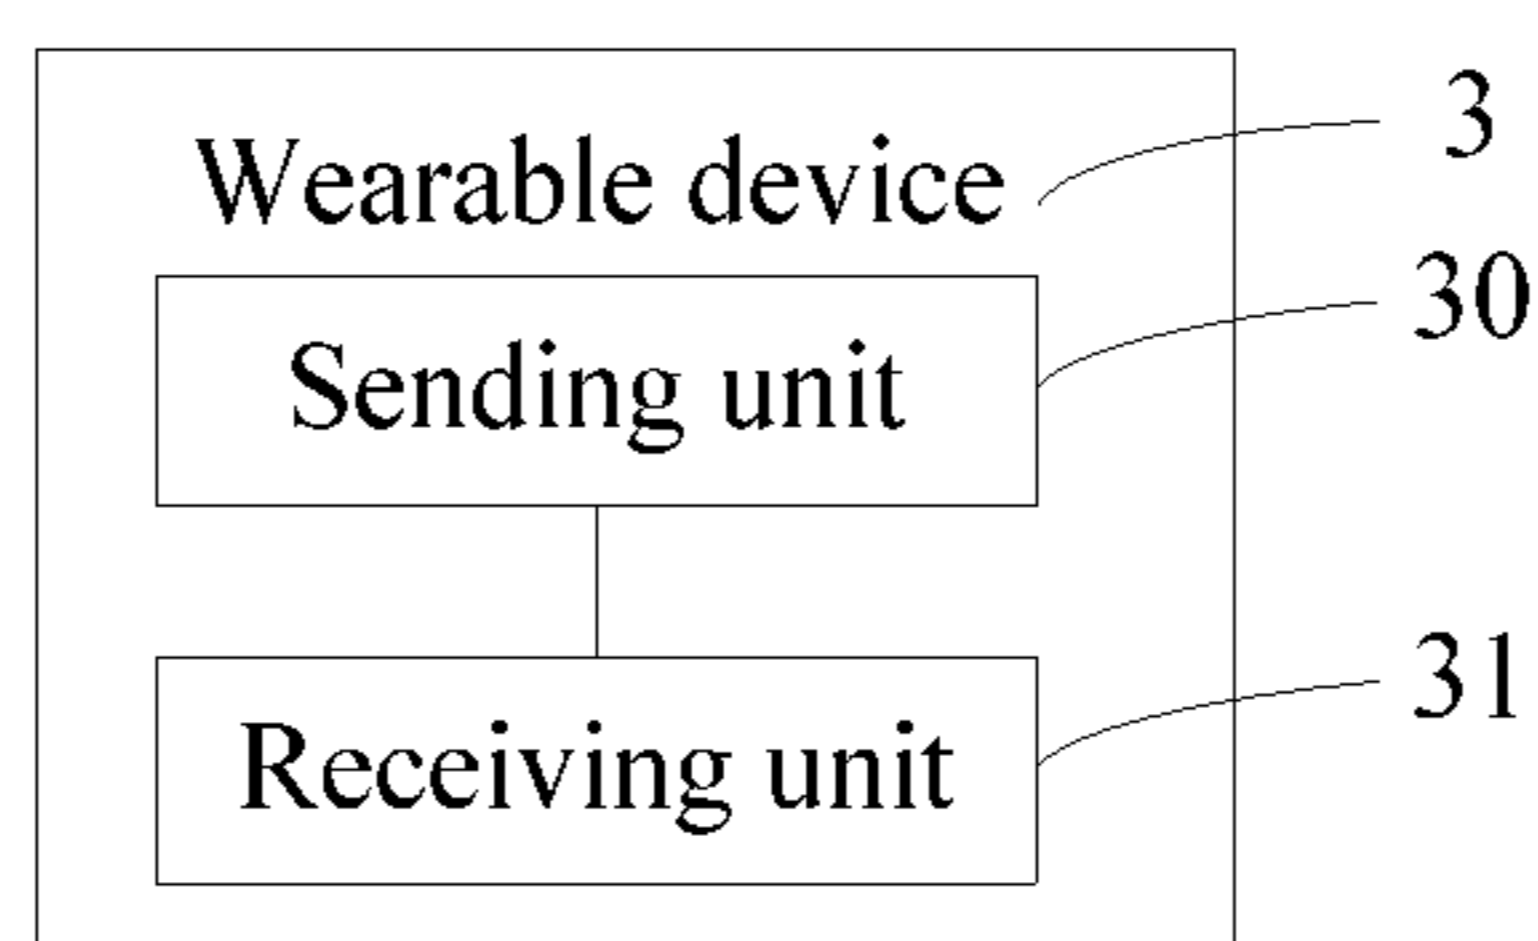 Wearable device
3
Sending unit
30
Receiving unit
31